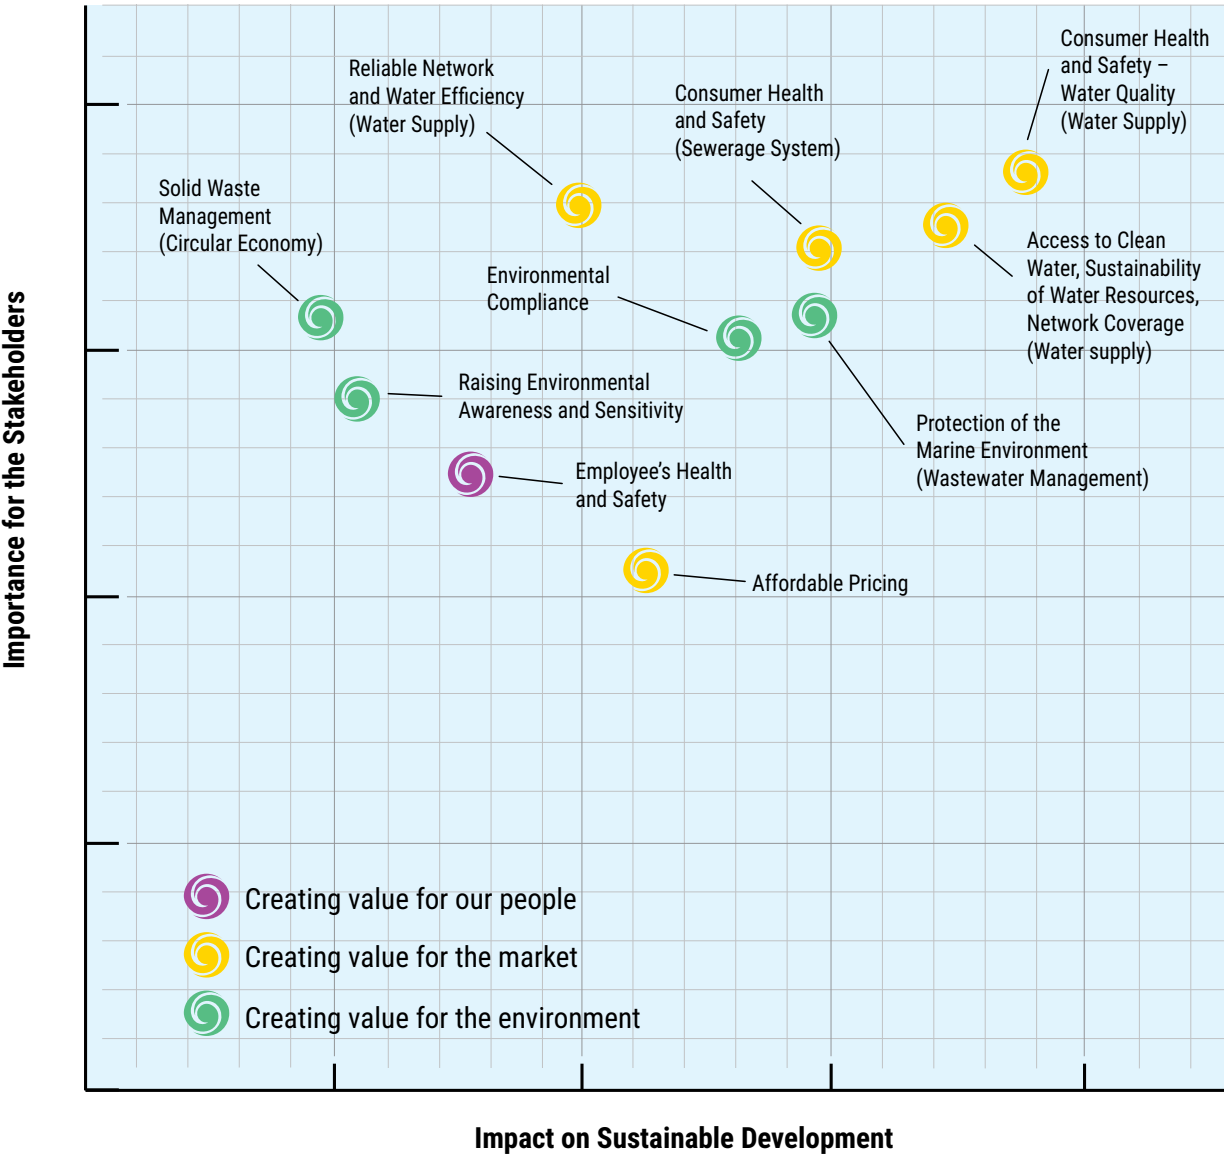 Consumer Health
and Safety –
Water Quality
(Water Supply)
Reliable Network
and Water Efficiency
(Water Supply)
Consumer Health
and Safety
(Sewerage System)
Solid Waste
Management
(Circular Economy)
Access to Clean
Water, Sustainability
of Water Resources,
Network Coverage
(Water supply)
Environmental
Compliance
Raising Environmental
Awareness and Sensitivity
Protection of the
Marine Environment
(Wastewater Management)
Employee’s Health
and Safety
Affordable Pricing
Importance for the Stakeholders
Creating value for our people
Creating value for the market
Creating value for the environment
Impact on Sustainable Development